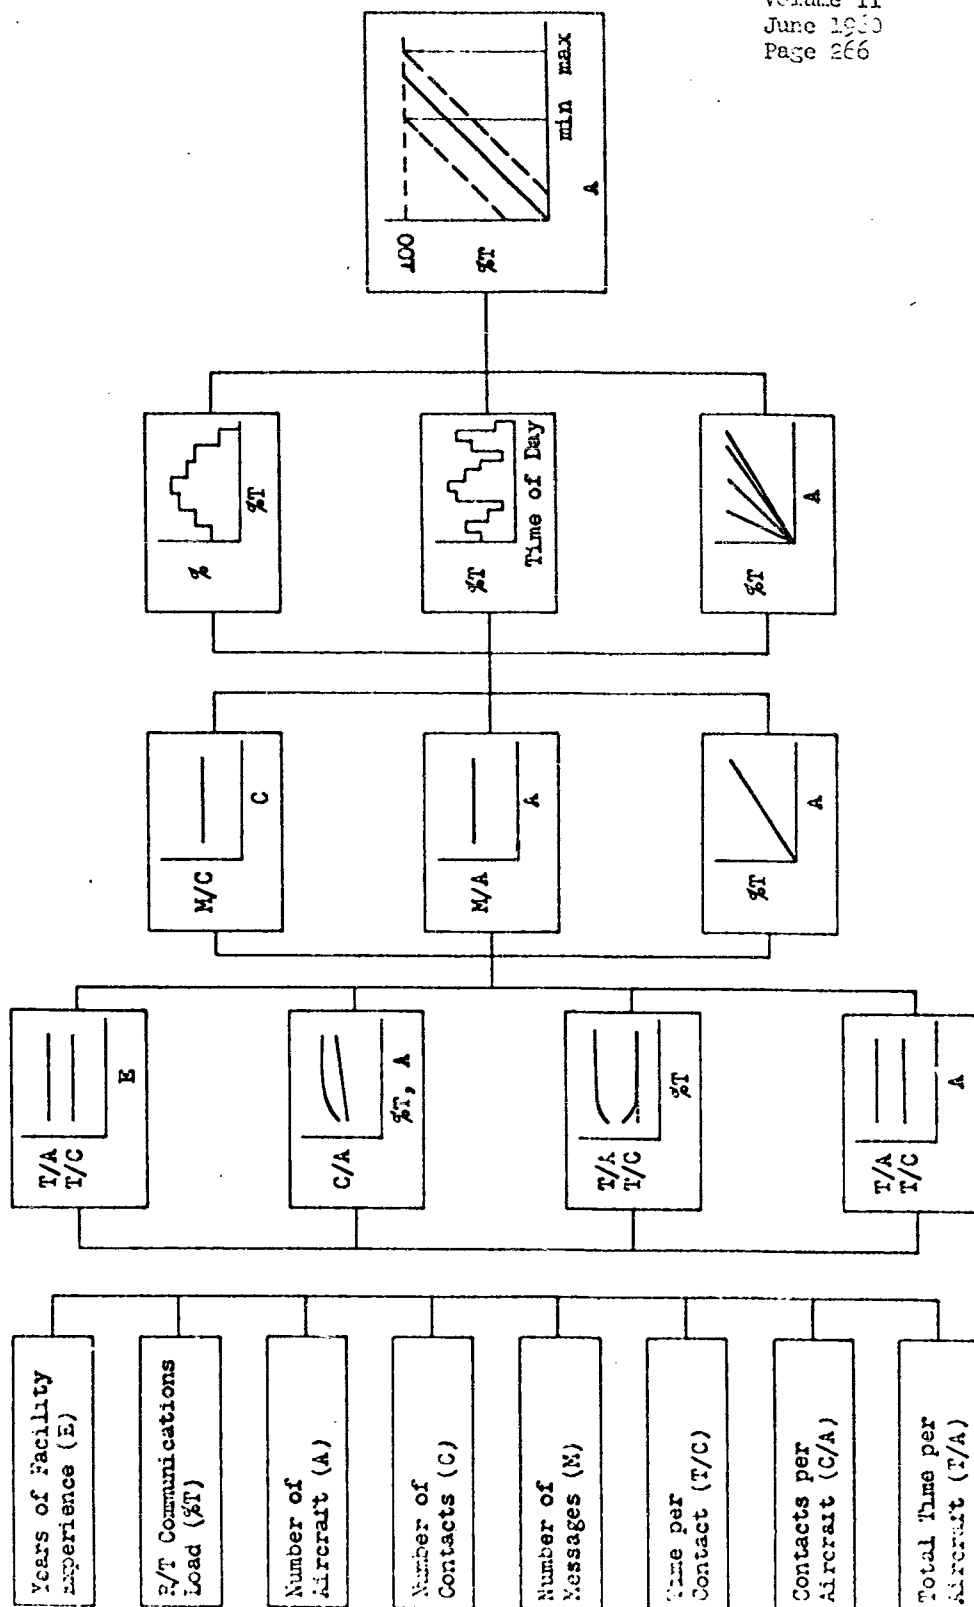 Volume II
June 1960
Page 266
100
%T
min max
A
%
%T
%T
Time of Day
%T
A
M/C
C
M/A
A
%T
A
T/A
T/C
E
C/A
%T, A
T/A
T/C
%T
T/A
T/C
A
Years of Facility
Experience (E)
R/T Communications
Load (%T)
Number of
Aircraft (A)
Number of
Contacts (C)
Number of
Messages (M)
Time per
Contact (T/C)
Contacts per
Aircraft (C/A)
Total Time per
Aircraft (T/A)